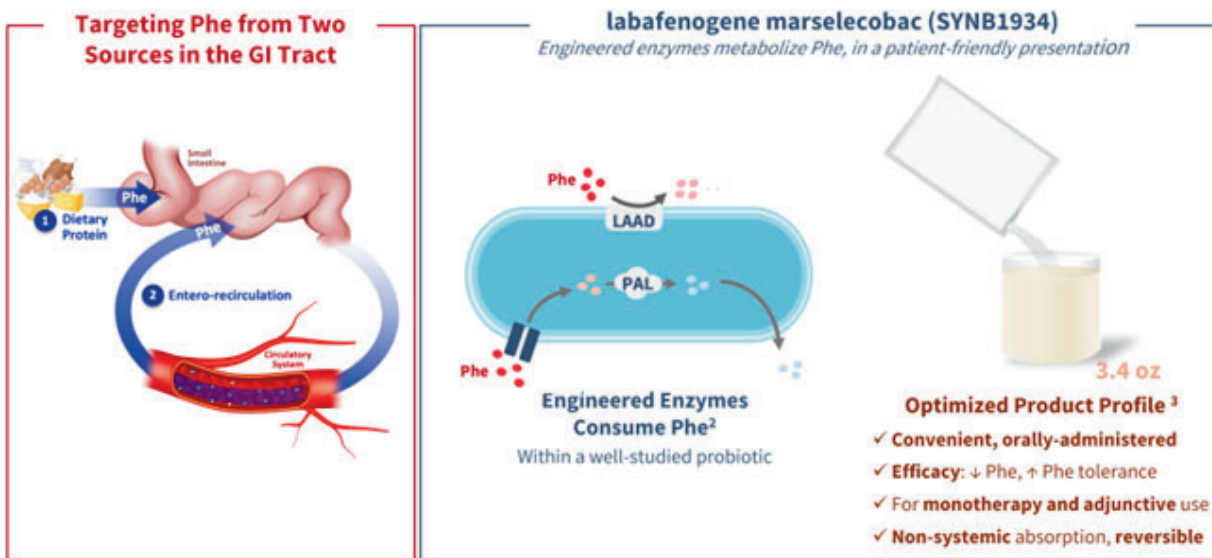 Targeting Phe from Two
Sources in the GI Tract
Small
Intestine
Phe
1 Dietary
Protein
Phe
2 Entero-recirculation
Circulatory
System
labafenogene marselecobac (SYNB1934)
Engineered enzymes metabolize Phe, in a patient-friendly presentation
Phe
LAAD
PAL
Phe
Engineered Enzymes
Consume Phe²
Within a well-studied probiotic
3.4 oz
Optimized Product Profile ³
✓ Convenient, orally-administered
✓ Efficacy: ↓ Phe, ↑ Phe tolerance
✓ For monotherapy and adjunctive use
✓ Non-systemic absorption, reversible